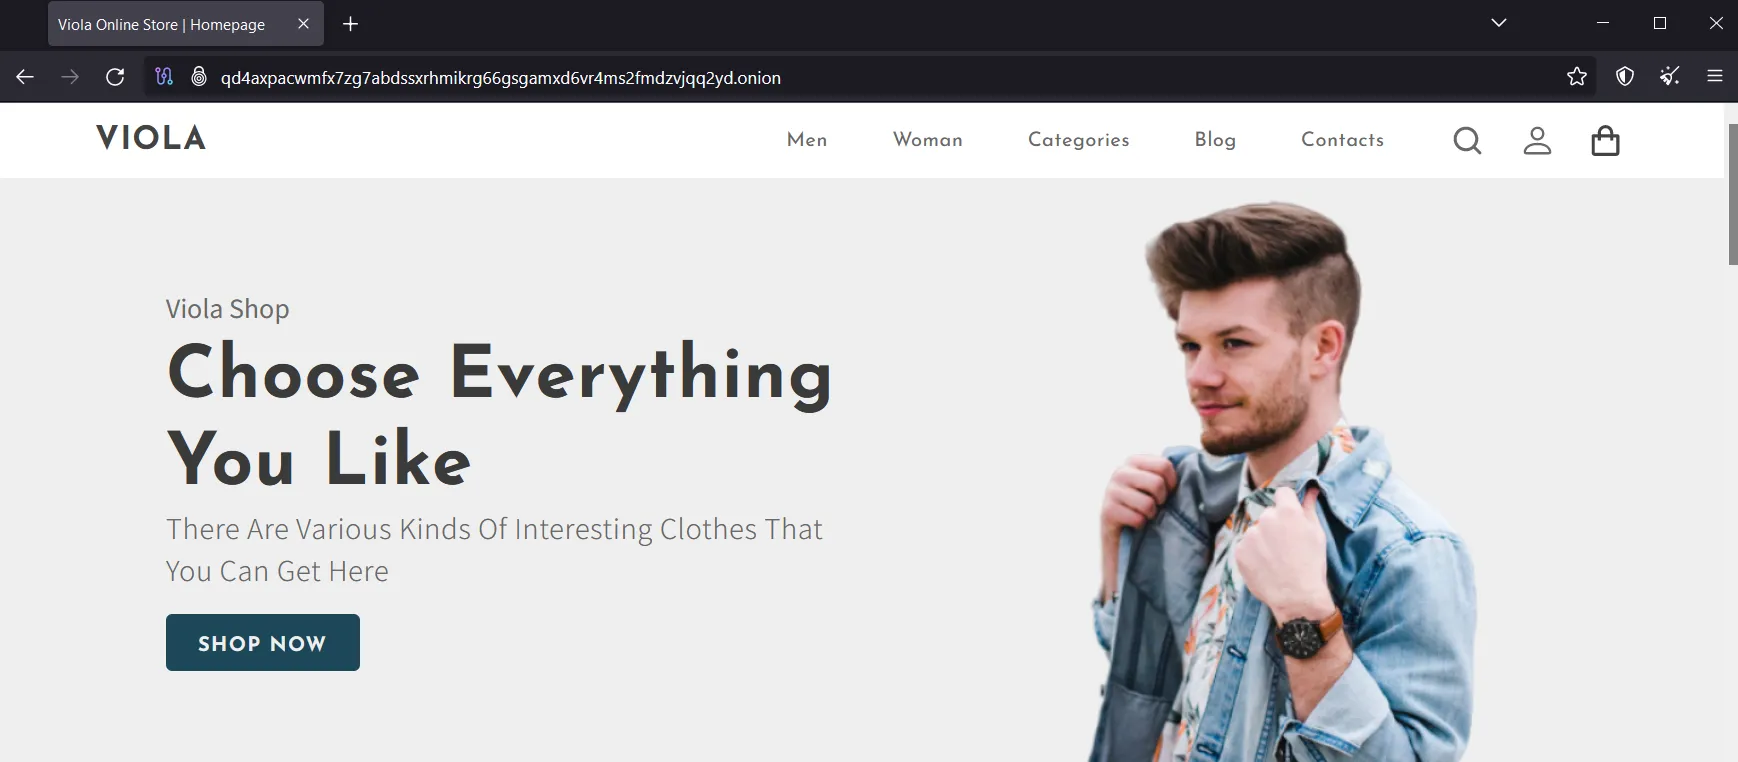 Viola Online Store | Homepage
qd4axpacwmfx7zg7abdssxrhmikrg66gsgamxd6vr4ms2fmdzvjqq2yd.onion
VIOLA
Men
Woman
Categories
Blog
Contacts
Viola Shop
Choose Everything
You Like
There Are Various Kinds Of Interesting Clothes That
You Can Get Here
SHOP NOW